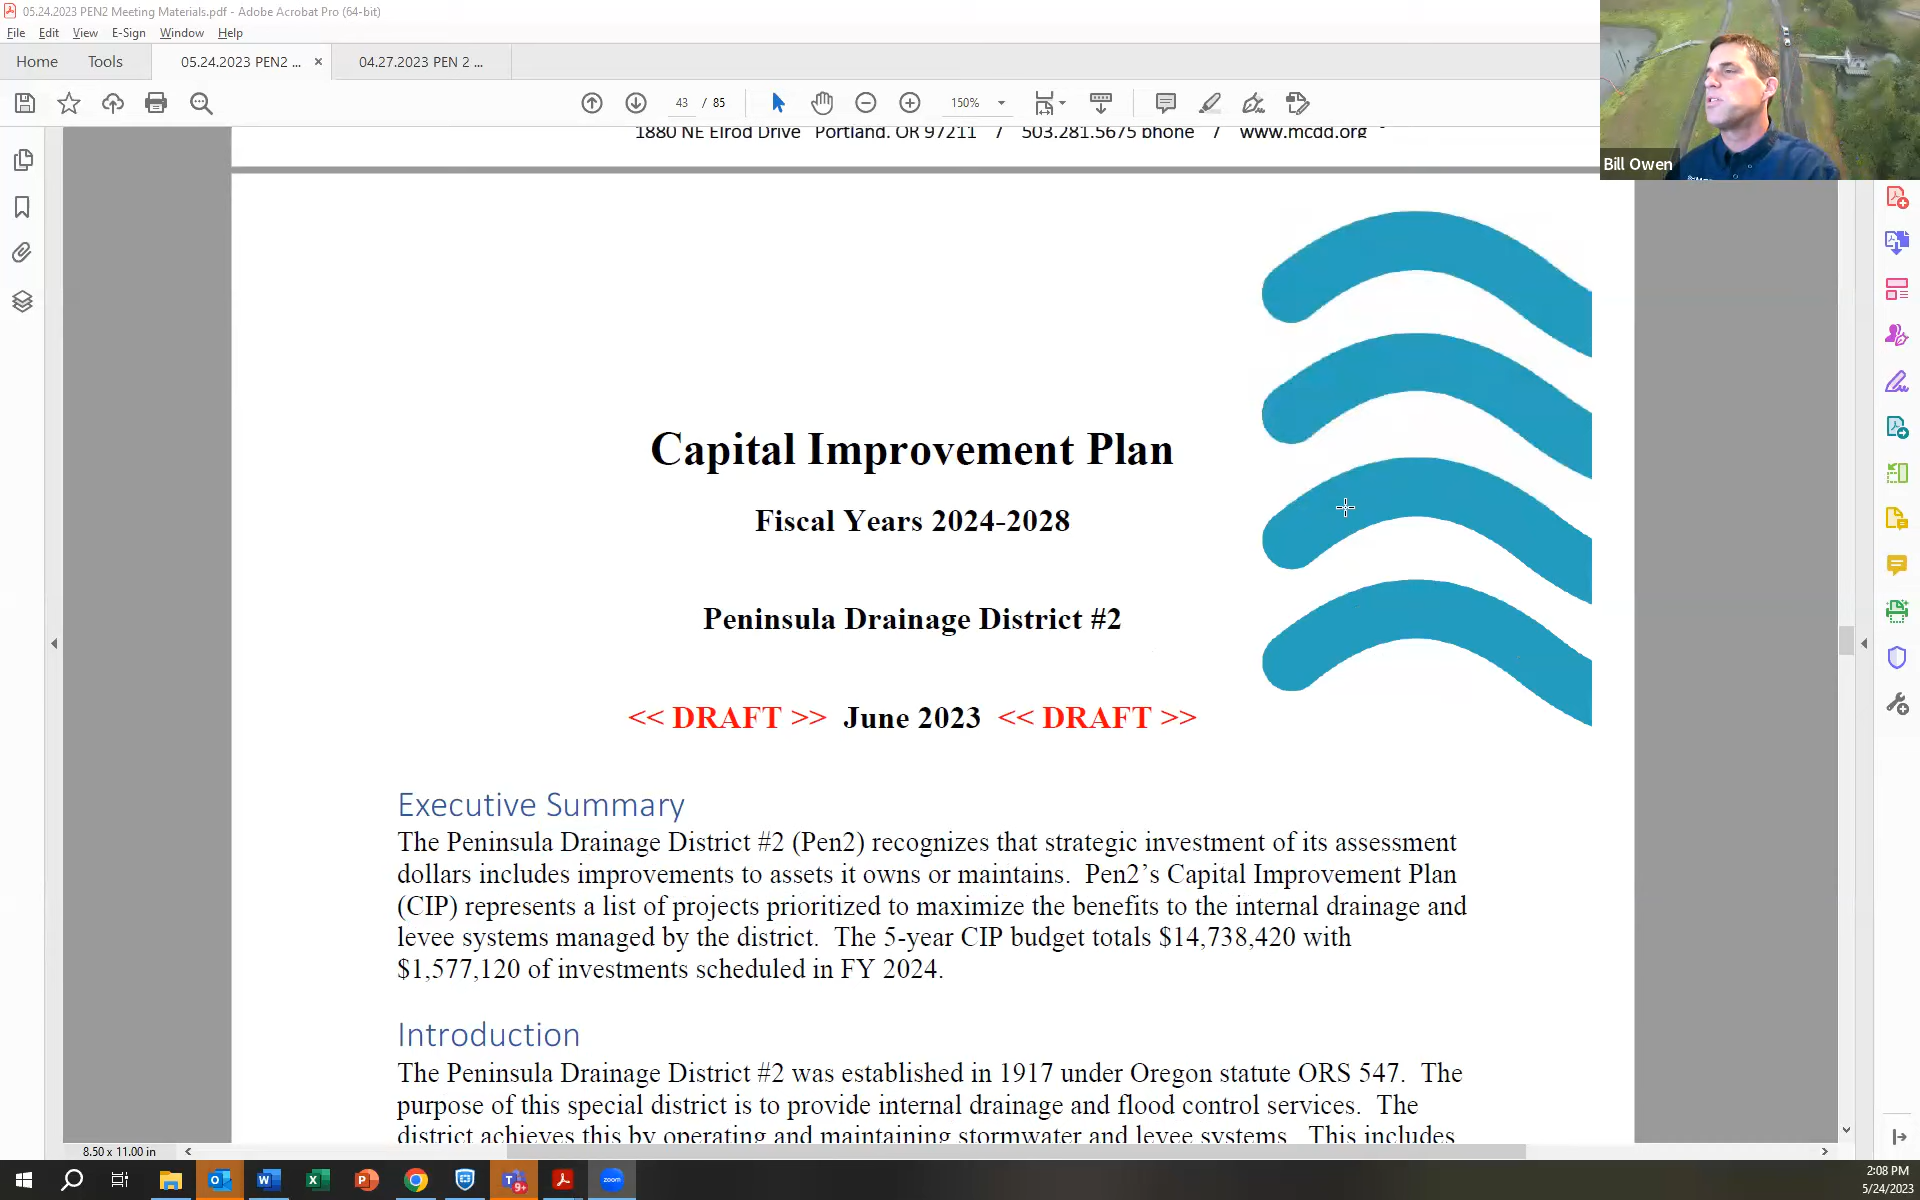 05.24.2023 PEN2 Meeting Materials.pdf - Adobe Acrobat Pro (64-bit)
File Edit View E-Sign Window Help
Home Tools 05.24.2023 PEN2 ... × 04.27.2023 PEN 2 ...
43 / 85 150%
1880 NE Elrod Drive Portland, OR 97211 / 503.281.5675 phone / www.mcdd.org
Bill Owen
Capital Improvement Plan
Fiscal Years 2024-2028
Peninsula Drainage District #2
<< DRAFT >> June 2023 << DRAFT >>
Executive Summary
The Peninsula Drainage District #2 (Pen2) recognizes that strategic investment of its assessment
dollars includes improvements to assets it owns or maintains. Pen2’s Capital Improvement Plan
(CIP) represents a list of projects prioritized to maximize the benefits to the internal drainage and
levee systems managed by the district. The 5-year CIP budget totals $14,738,420 with
$1,577,120 of investments scheduled in FY 2024.
Introduction
The Peninsula Drainage District #2 was established in 1917 under Oregon statute ORS 547. The
purpose of this special district is to provide internal drainage and flood control services. The
district achieves this by operating and maintaining stormwater and levee systems. This includes
8.50 x 11.00 in
zoom
9+
2:08 PM
5/24/2023